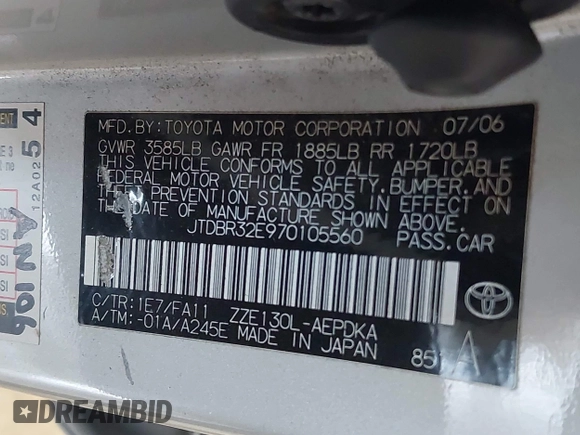 MFD. BY: TOYOTA MOTOR CORPORATION 07/06
GVWR 3585LB GAWR FR 1885LB RR 1720LB
THIS VEHICLE CONFORMS TO ALL APPLICABLE
FEDERAL MOTOR VEHICLE SAFETY, BUMPER, AND
THEFT PREVENTION STANDARDS IN EFFECT ON
THE DATE OF MANUFACTURE SHOWN ABOVE.
JTDBR32E970105560 PASS. CAR
C/TR: 1E7/FA11 ZZE130L-AEPDKA
A/TM: -01A/A245E MADE IN JAPAN 85
A
12A0254
DREAMBID